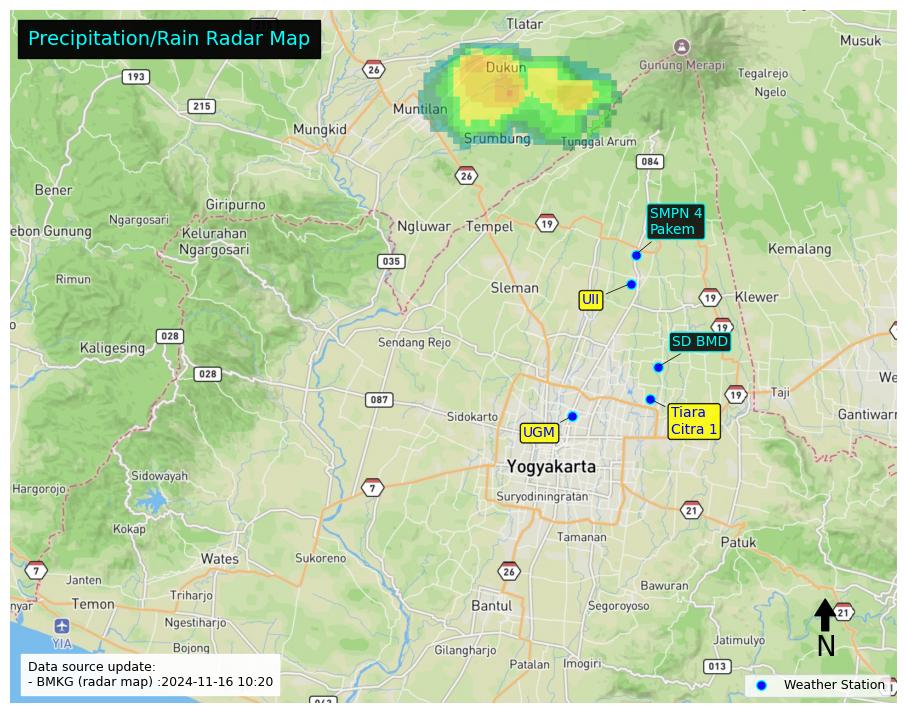 Precipitation/Rain Radar Map
Tlatar
Musuk
26
Dukun
Gunung Merapi
Tegalrejo
193
Ngelo
215
Muntilan
Mungkid
Srumbung
Tunggal Arum
084
26
Bener
Giripurno
SMPN 4
Pakem
Ngargosari
Ngluwar
Tempel
19
ebon Gunung
Kelurahan
Ngargosari
Kemalang
035
Rimun
Sleman
UII
19
Klewer
19
028
Sendang Rejo
SD BMD
Kaligesing
028
We
Taji
19
087
Sidokarto
Tiara
Citra 1
Gantiwarn
UGM
Yogyakarta
Sidowayah
Hargorojo
7
Suryodiningratan
21
Kokap
Tamanan
Patuk
Wates
Sukoreno
7
26
Janten
Bawuran
Triharjo
nyar
Temon
Bantul
Segoroyoso
21
Ngestiharjo
YIA
N
Jatimulyo
Bojong
Gilangharjo
Patalan
Imogiri
013
Data source update:
- BMKG (radar map) :2024-11-16 10:20
Weather Station